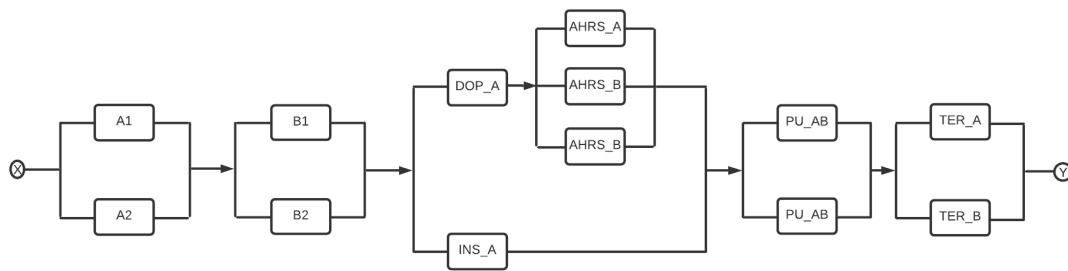 X
A1
A2
B1
B2
DOP_A
AHRS_A
AHRS_B
AHRS_B
INS_A
PU_AB
PU_AB
TER_A
TER_B
Y